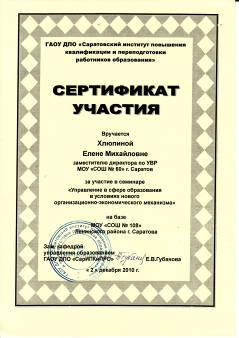 ГАОУ ДПО «Саратовский институт повышения
квалификации и переподготовки
работников образования»
СЕРТИФИКАТ
УЧАСТИЯ
Вручается
Хлюпиной
Елене Михайловне
заместителю директора по УВР
МОУ «СОШ № 60» г. Саратов
за участие в семинаре
«Управление в сфере образования
в условиях нового
организационно-экономического механизма»
на базе
МОУ «СОШ № 108»
Ленинского района г. Саратова
Зав. кафедрой
управления образованием
ГАОУ ДПО «СарИПКиПРО» Е.В.Губанова
« 2 » декабря 2010 г.